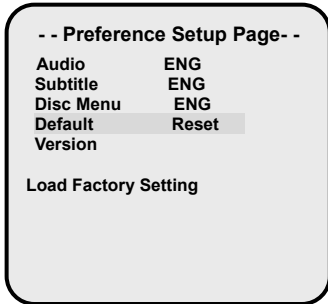 - - Preference Setup Page- -
Audio ENG
Subtitle ENG
Disc Menu ENG
Default Reset
Version
Load Factory Setting